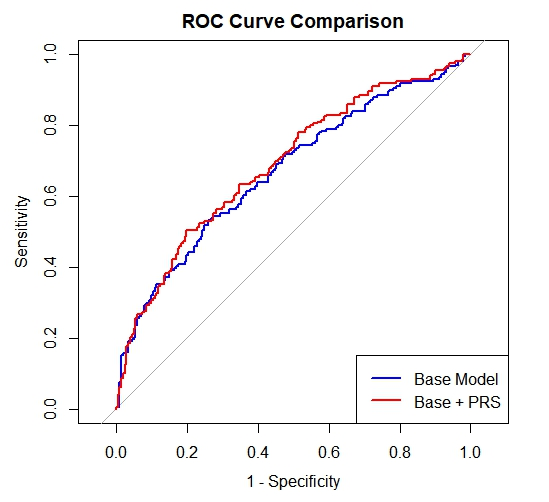 ROC Curve Comparison
Sensitivity
1.0
0.8
0.6
0.4
0.2
0.0
Base Model
Base + PRS
0.0 0.2 0.4 0.6 0.8 1.0
1 - Specificity